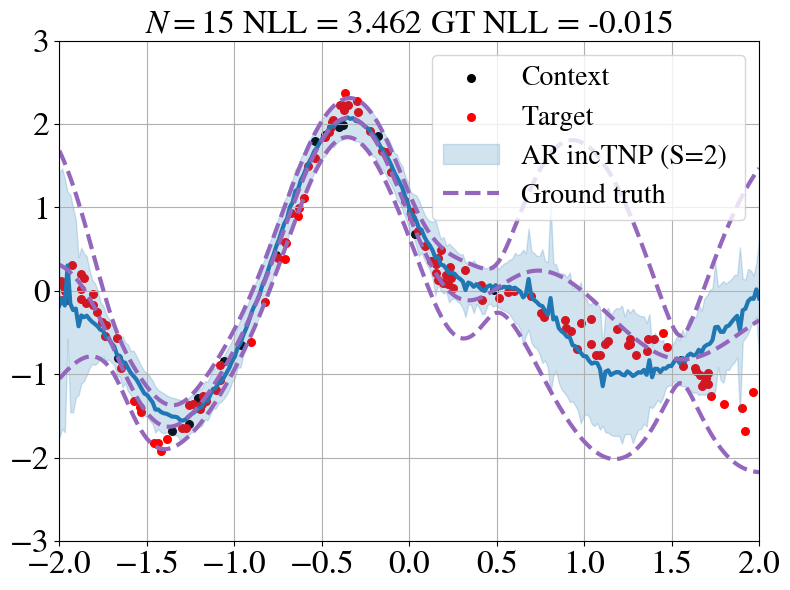 N = 15 NLL = 3.462 GT NLL = -0.015
3
2
1
0
−1
−2
−3
Context
Target
AR incTNP (S=2)
Ground truth
−2.0 −1.5 −1.0 −0.5 0.0 0.5 1.0 1.5 2.0